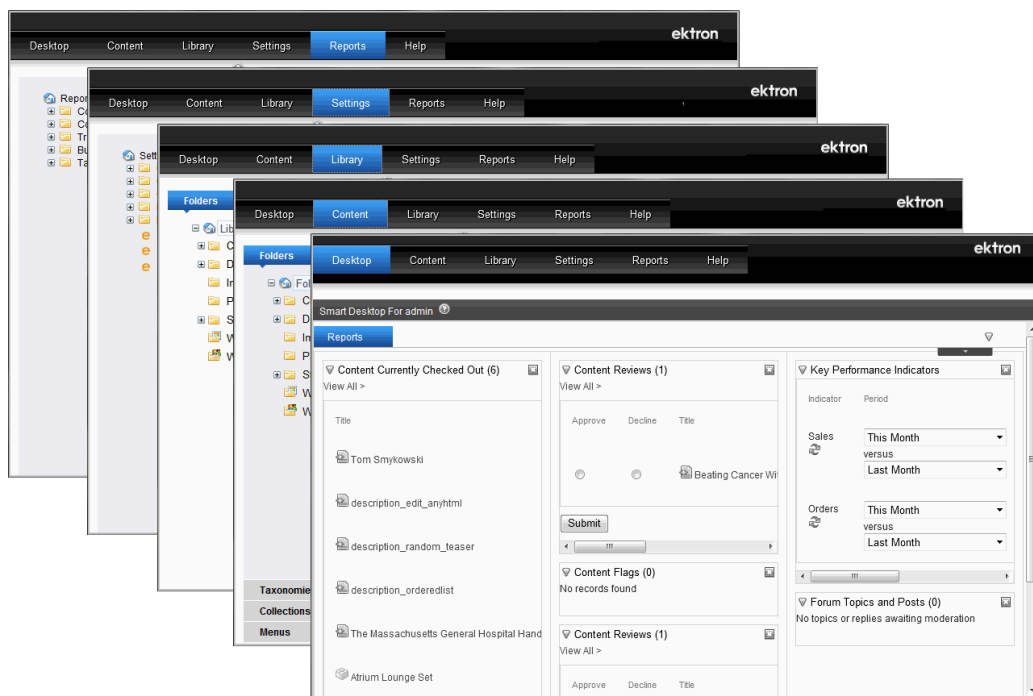 ektron
Desktop Content Library Settings Reports Help
ektron
Desktop Content Library Settings Reports Help
ektron
Desktop Content Library Settings Reports Help
Folders
ektron
Desktop Content Library Settings Reports Help
Folders
Taxonomie
Collections
Menus
ektron
Desktop Content Library Settings Reports Help
Smart Desktop For admin
Reports
Content Currently Checked Out (6)
View All >
Title
Tom Smykowski
description_edit_anyhtml
description_random_teaser
description_orderedlist
The Massachusetts General Hospital Hand
Atrium Lounge Set
Content Reviews (1)
View All >
Approve Decline Title
Beating Cancer Wi
Submit
Content Flags (0)
No records found
Content Reviews (1)
View All >
Approve Decline Title
Key Performance Indicators
Indicator Period
Sales This Month
versus
Last Month
Orders This Month
versus
Last Month
Forum Topics and Posts (0)
No topics or replies awaiting moderation